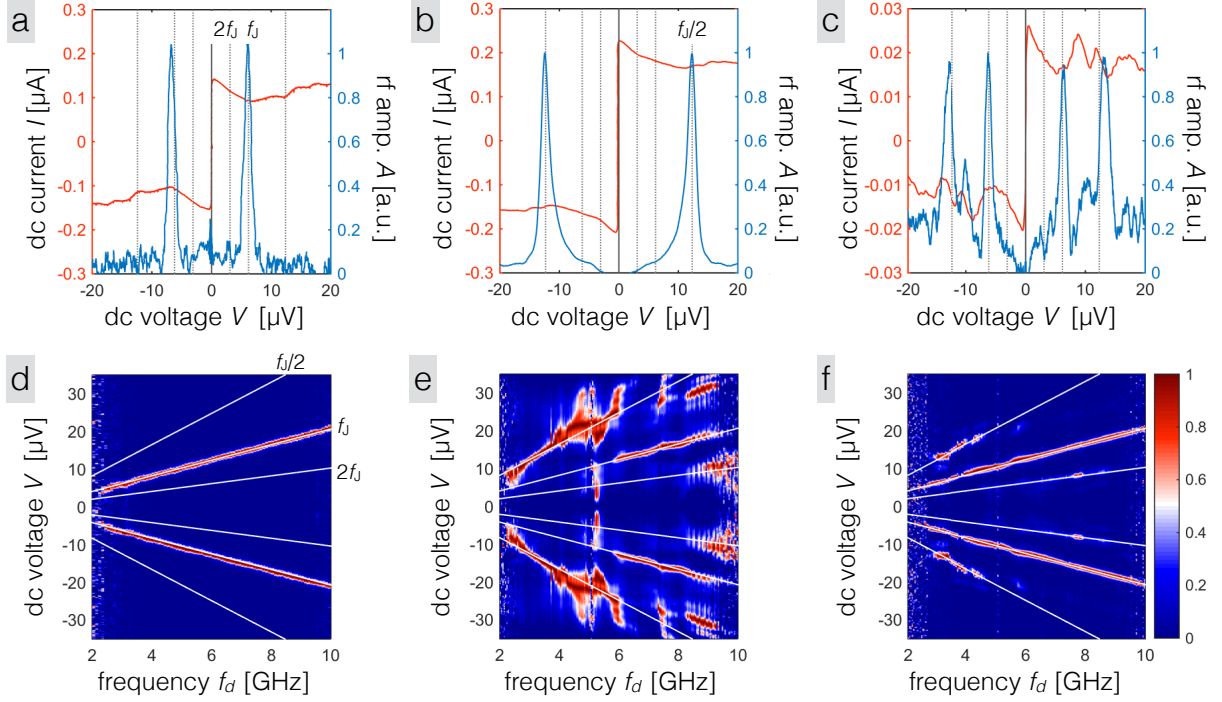 a
2fJ fJ
0.3
0.2
0.1
0
-0.1
-0.2
-0.3
1
0.8
0.6
0.4
0.2
0
-20 -10 0 10 20
dc current I [µA]
rf amp. A [a.u.]
dc voltage V [µV]
b
fJ/2
0.3
0.2
0.1
0
-0.1
-0.2
-0.3
1
0.8
0.6
0.4
0.2
0
-20 -10 0 10 20
dc current I [µA]
rf amp. A [a.u.]
dc voltage V [µV]
c
0.03
0.02
0.01
0
-0.01
-0.02
-0.03
1
0.8
0.6
0.4
0.2
0
-20 -10 0 10 20
dc current I [µA]
rf amp. A [a.u.]
dc voltage V [µV]
d
fJ/2
fJ
2fJ
30
20
10
0
-10
-20
-30
2 4 6 8 10
dc voltage V [µV]
frequency fd [GHz]
e
30
20
10
0
-10
-20
-30
2 4 6 8 10
dc voltage V [µV]
frequency fd [GHz]
f
30
20
10
0
-10
-20
-30
2 4 6 8 10
dc voltage V [µV]
frequency fd [GHz]
1
0.8
0.6
0.4
0.2
0